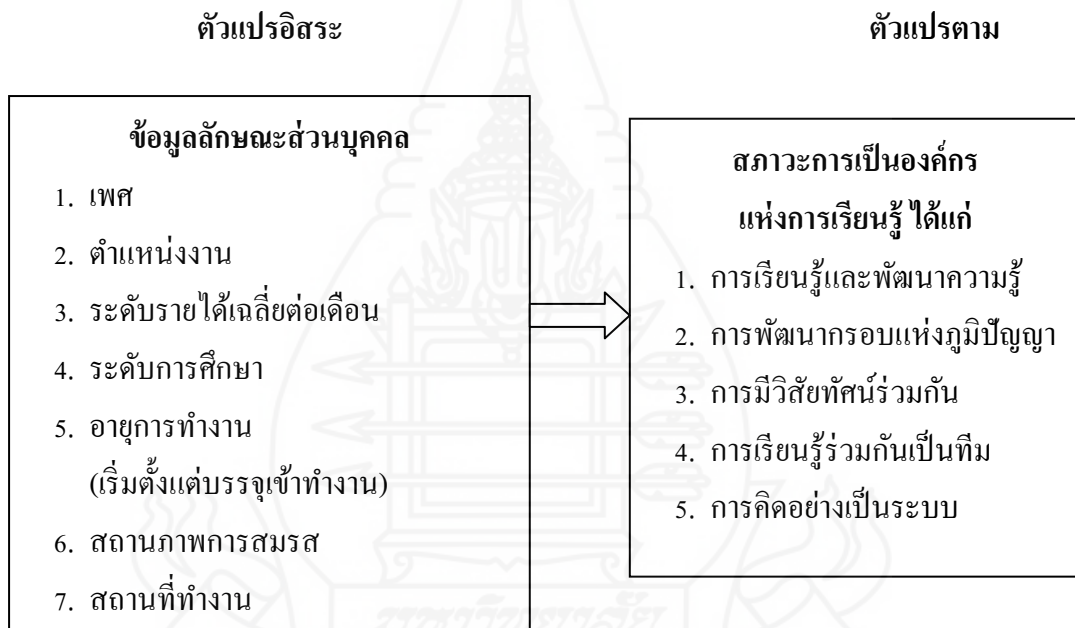 ตัวแปรอิสระ
ตัวแปรตาม
ข้อมูลลักษณะส่วนบุคคล
1. เพศ
2. ตำแหน่งงาน
3. ระดับรายได้เฉลี่ยต่อเดือน
4. ระดับการศึกษา
5. อายุการทำงาน
(เริ่มตั้งแต่บรรจุเข้าทำงาน)
6. สถานภาพการสมรส
7. สถานที่ทำงาน
สภาวะการเป็นองค์กร
แห่งการเรียนรู้ ได้แก่
1. การเรียนรู้และพัฒนาความรู้
2. การพัฒนากรอบแห่งภูมิปัญญา
3. การมีวิสัยทัศน์ร่วมกัน
4. การเรียนรู้ร่วมกันเป็นทีม
5. การคิดอย่างเป็นระบบ